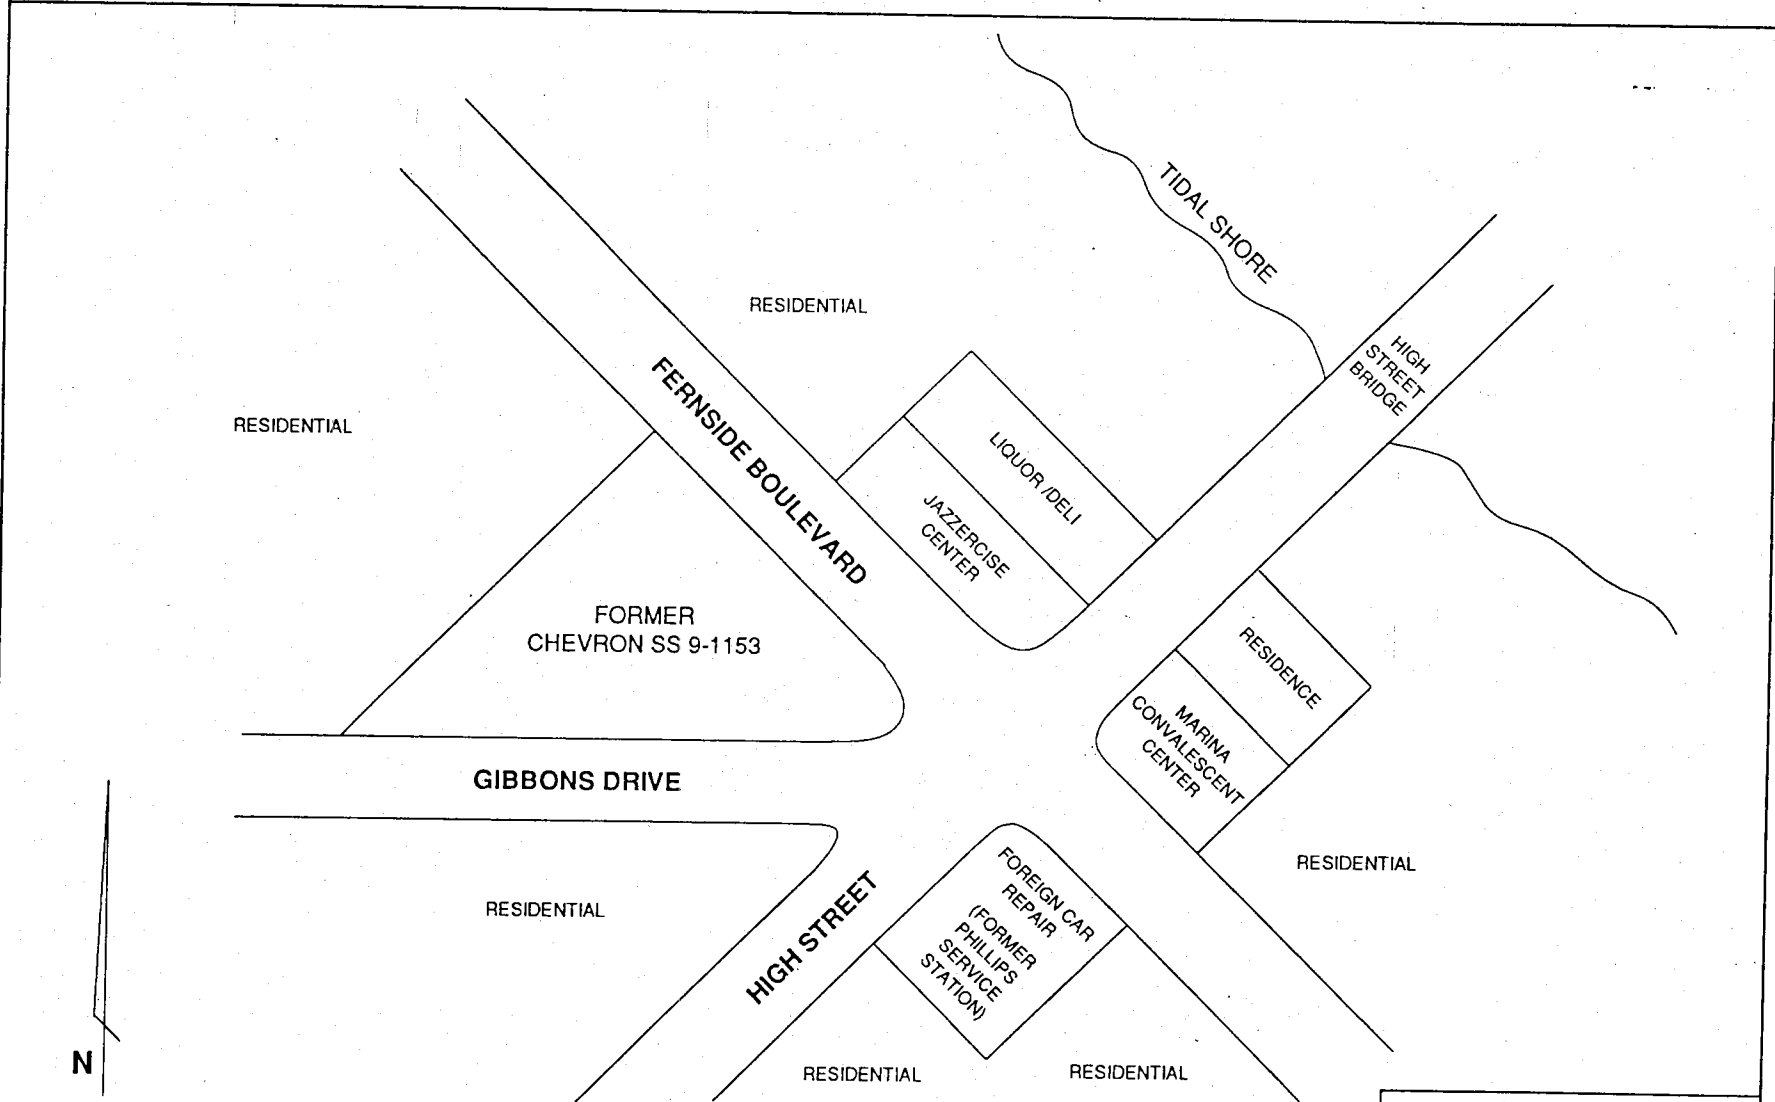 TIDAL SHORE
RESIDENTIAL
HIGH
STREET
BRIDGE
FERNSIDE BOULEVARD
RESIDENTIAL
LIQUOR /DELI
JAZZERCISE
CENTER
FORMER
CHEVRON SS 9-1153
RESIDENCE
MARINA
CONVALESCENT
CENTER
GIBBONS DRIVE
RESIDENTIAL
FOREIGN CAR
REPAIR
(FORMER
PHILLIPS
SERVICE
STATION)
RESIDENTIAL
HIGH STREET
N
RESIDENTIAL
RESIDENTIAL